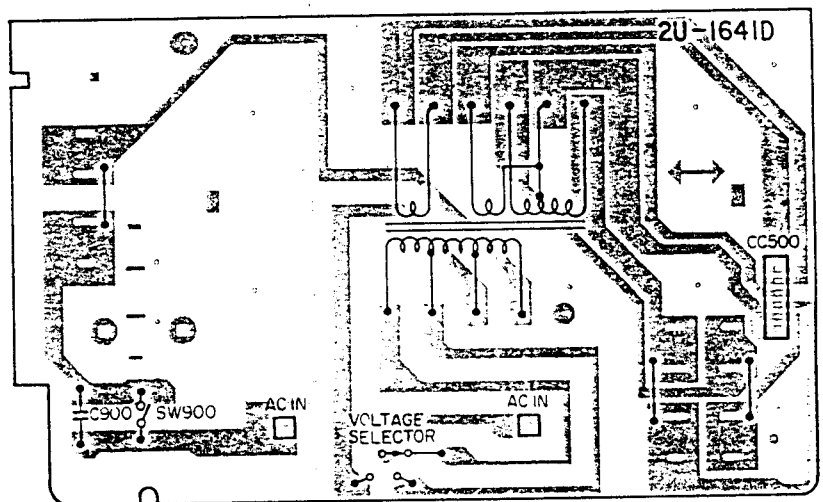 2U-1641D
CC500
C900
SW900
AC IN
VOLTAGE
SELECTOR
AC IN